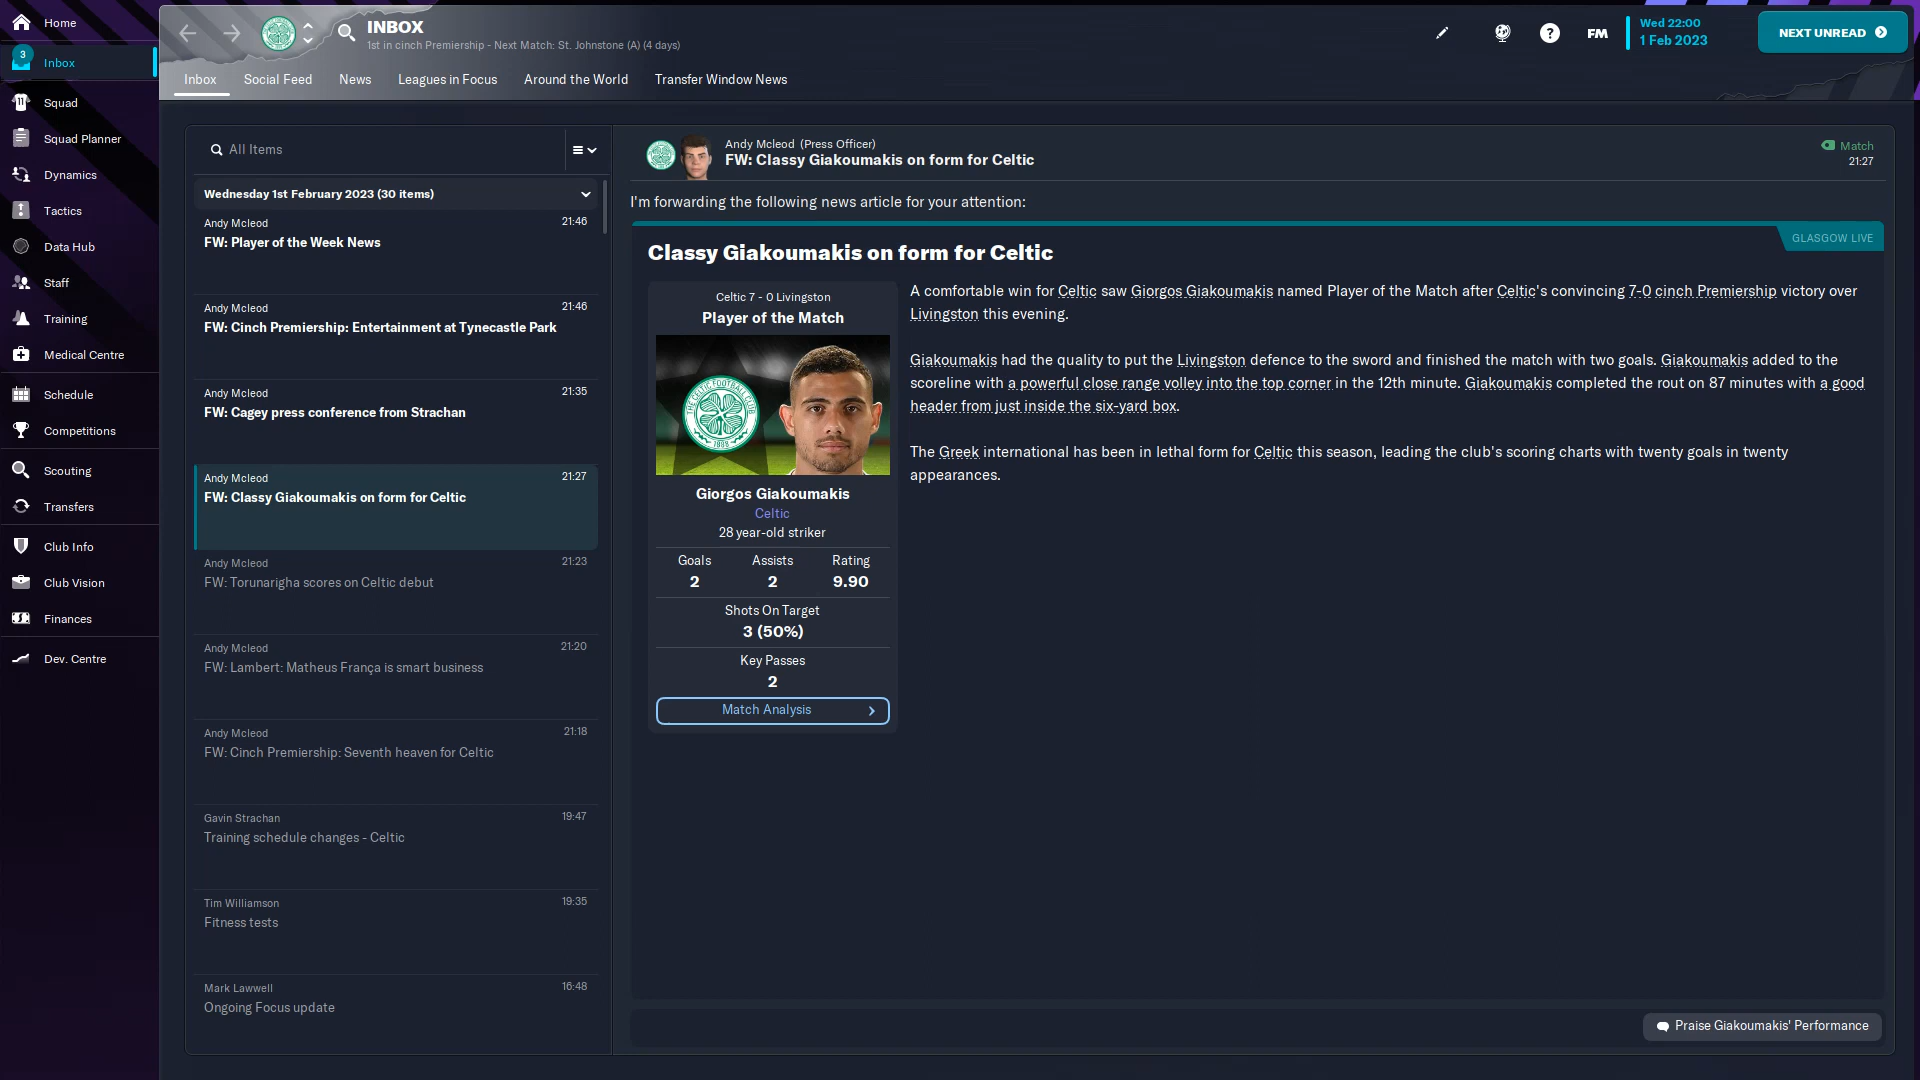 Home
3
Inbox
Squad
Squad Planner
Dynamics
Tactics
Data Hub
Staff
Training
Medical Centre
Schedule
Competitions
Scouting
Transfers
Club Info
Club Vision
Finances
Dev. Centre
INBOX
1st in cinch Premiership - Next Match: St. Johnstone (A) (4 days)
FM
Wed 22:00
1 Feb 2023
NEXT UNREAD
Inbox
Social Feed
News
Leagues in Focus
Around the World
Transfer Window News
All Items
Wednesday 1st February 2023 (30 items)
Andy Mcleod 21:46
FW: Player of the Week News
Andy Mcleod 21:46
FW: Cinch Premiership: Entertainment at Tynecastle Park
Andy Mcleod 21:35
FW: Cagey press conference from Strachan
Andy Mcleod 21:27
FW: Classy Giakoumakis on form for Celtic
Andy Mcleod 21:23
FW: Torunarigha scores on Celtic debut
Andy Mcleod 21:20
FW: Lambert: Matheus França is smart business
Andy Mcleod 21:18
FW: Cinch Premiership: Seventh heaven for Celtic
Gavin Strachan 19:47
Training schedule changes - Celtic
Tim Williamson 19:35
Fitness tests
Mark Lawwell 16:48
Ongoing Focus update
Andy Mcleod (Press Officer)
FW: Classy Giakoumakis on form for Celtic
Match
21:27
I'm forwarding the following news article for your attention:
GLASGOW LIVE
Classy Giakoumakis on form for Celtic
Celtic 7 - 0 Livingston
Player of the Match
THE CELTIC FOOTBALL CLUB
1888
Giorgos Giakoumakis
Celtic
28 year-old striker
Goals Assists Rating
2 2 9.90
Shots On Target
3 (50%)
Key Passes
2
Match Analysis
A comfortable win for Celtic saw Giorgos Giakoumakis named Player of the Match after Celtic's convincing 7-0 cinch Premiership victory over
Livingston this evening.
Giakoumakis had the quality to put the Livingston defence to the sword and finished the match with two goals. Giakoumakis added to the
scoreline with a powerful close range volley into the top corner in the 12th minute. Giakoumakis completed the rout on 87 minutes with a good
header from just inside the six-yard box.
The Greek international has been in lethal form for Celtic this season, leading the club's scoring charts with twenty goals in twenty
appearances.
Praise Giakoumakis' Performance